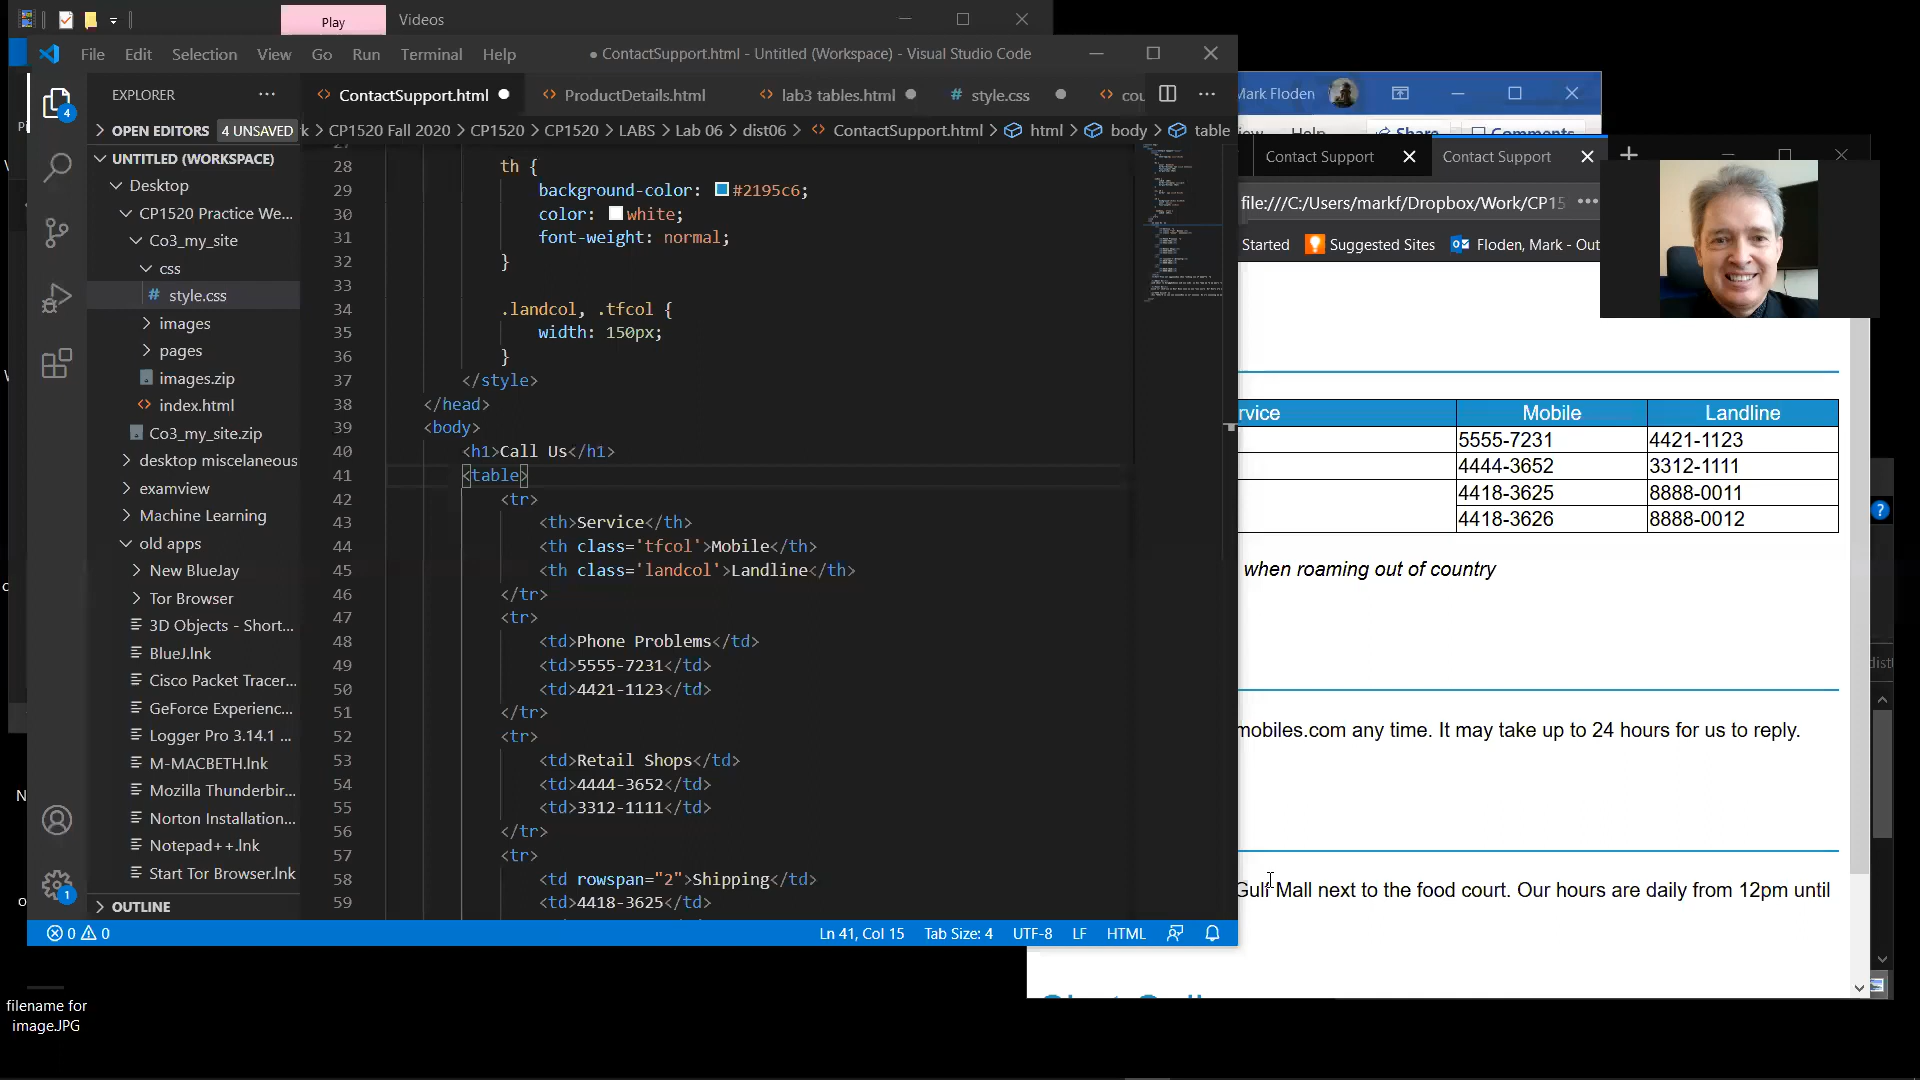 Play Videos
File Edit Selection View Go Run Terminal Help ● ContactSupport.html - Untitled (Workspace) - Visual Studio Code
Mark Floden
Help Share Comments
EXPLORER ··· ContactSupport.html ProductDetails.html lab3 tables.html style.css cou ···
OPEN EDITORS 4 UNSAVED
k > CP1520 Fall 2020 > CP1520 > CP1520 > LABS > Lab 06 > dist06 > ContactSupport.html > html > body > table
Contact Support Contact Support
UNTITLED (WORKSPACE)
Desktop
CP1520 Practice We...
Co3_my_site
css
style.css
images
pages
images.zip
index.html
Co3_my_site.zip
desktop miscelaneous
examview
Machine Learning
old apps
New BlueJay
Tor Browser
3D Objects - Short...
BlueJ.lnk
Cisco Packet Tracer...
GeForce Experienc...
Logger Pro 3.14.1 ...
M-MACBETH.lnk
Mozilla Thunderbir...
Norton Installation...
Notepad++.lnk
Start Tor Browser.lnk
OUTLINE
4
1
28 th {
29 background-color: #2195c6;
30 color: white;
31 font-weight: normal;
32 }
33
34 .landcol, .tfcol {
35 width: 150px;
36 }
37 </style>
38 </head>
39 <body>
40 <h1>Call Us</h1>
41 <table>
42 <tr>
43 <th>Service</th>
44 <th class='tfcol'>Mobile</th>
45 <th class='landcol'>Landline</th>
46 </tr>
47 <tr>
48 <td>Phone Problems</td>
49 <td>5555-7231</td>
50 <td>4421-1123</td>
51 </tr>
52 <tr>
53 <td>Retail Shops</td>
54 <td>4444-3652</td>
55 <td>3312-1111</td>
56 </tr>
57 <tr>
58 <td rowspan="2">Shipping</td>
59 <td>4418-3625</td>
0 0 Ln 41, Col 15 Tab Size: 4 UTF-8 LF HTML
file:///C:/Users/markf/Dropbox/Work/CP15 ···
Started Suggested Sites Floden, Mark - Out
rvice Mobile Landline
5555-7231 4421-1123
4444-3652 3312-1111
4418-3625 8888-0011
4418-3626 8888-0012
when roaming out of country
mobiles.com any time. It may take up to 24 hours for us to reply.
Gulf Mall next to the food court. Our hours are daily from 12pm until
filename for
image.JPG